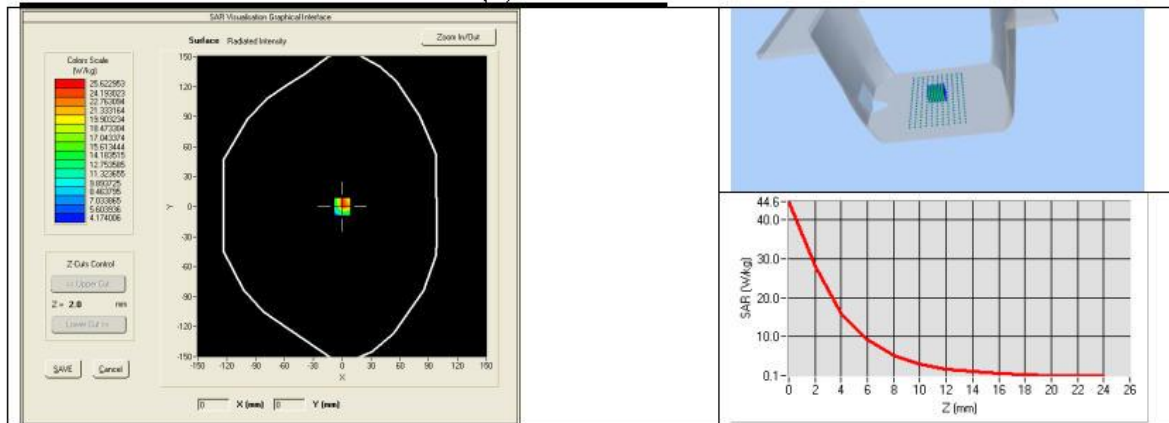 SAR Visualisation Graphical Interface
Surface Radiated Intensity
Zoom In/Out
Colors Scale
(W/kg)
25.622953
24.193023
22.763094
21.333164
19.903234
18.473304
17.043374
15.613444
14.183515
12.753585
11.323655
9.893725
8.463795
7.033865
5.603936
4.174006
Z-Cuts Control
<< Upper Cut
Z = 2.0 mm
Lower Cut >>
SAVE Cancel
150
120
90
60
30
0
-30
-60
-90
-120
-150
Y
-150 -120 -90 -60 -30 0 30 60 90 120 150
X
0 X (mm) 0 Y (mm)
44.6
40.0
30.0
20.0
10.0
0.1
SAR (W/kg)
0 2 4 6 8 10 12 14 16 18 20 22 24 26
Z (mm)